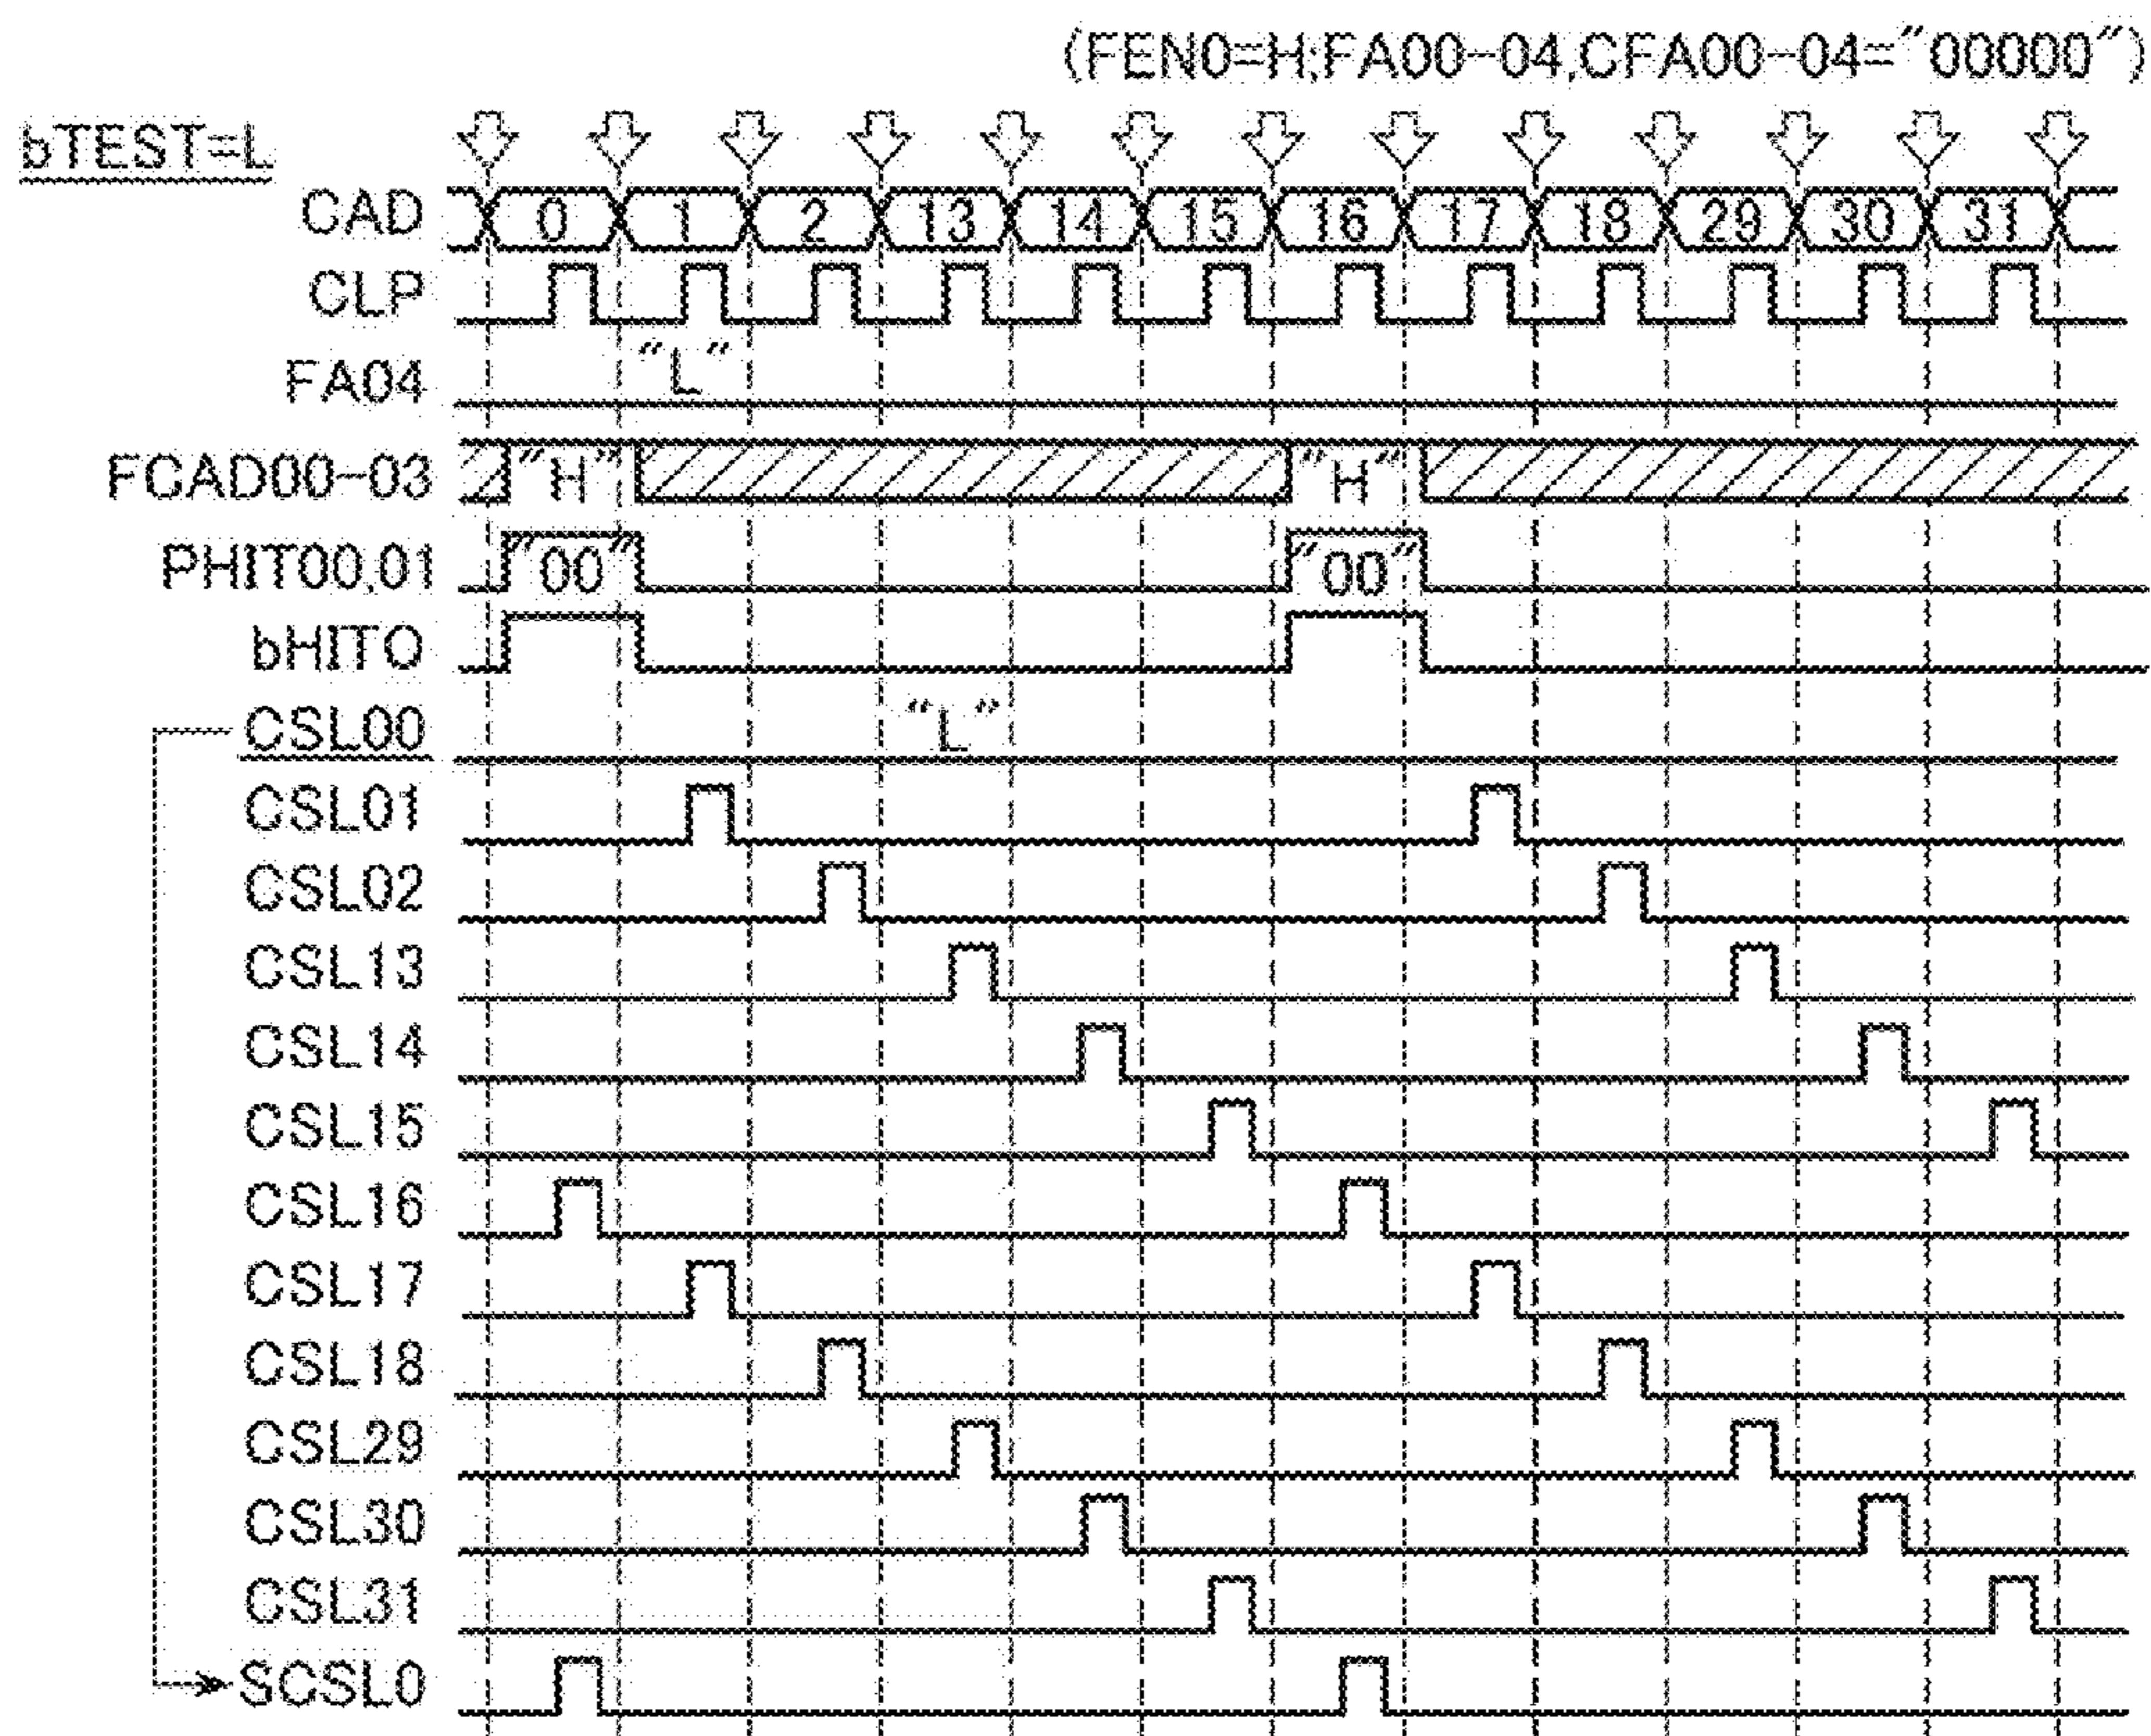 (FEN0=H;FA00-04,CFA00-04="00000")
bTEST=L
CAD 0 1 2 13 14 15 16 17 18 29 30 31
CLP
FA04 "L"
FCAD00-03 "H" "H"
PHIT00,01 "00" "00"
bHITO
CSL00 "L"
CSL01
CSL02
CSL13
CSL14
CSL15
CSL16
CSL17
CSL18
CSL29
CSL30
CSL31
SCSL0